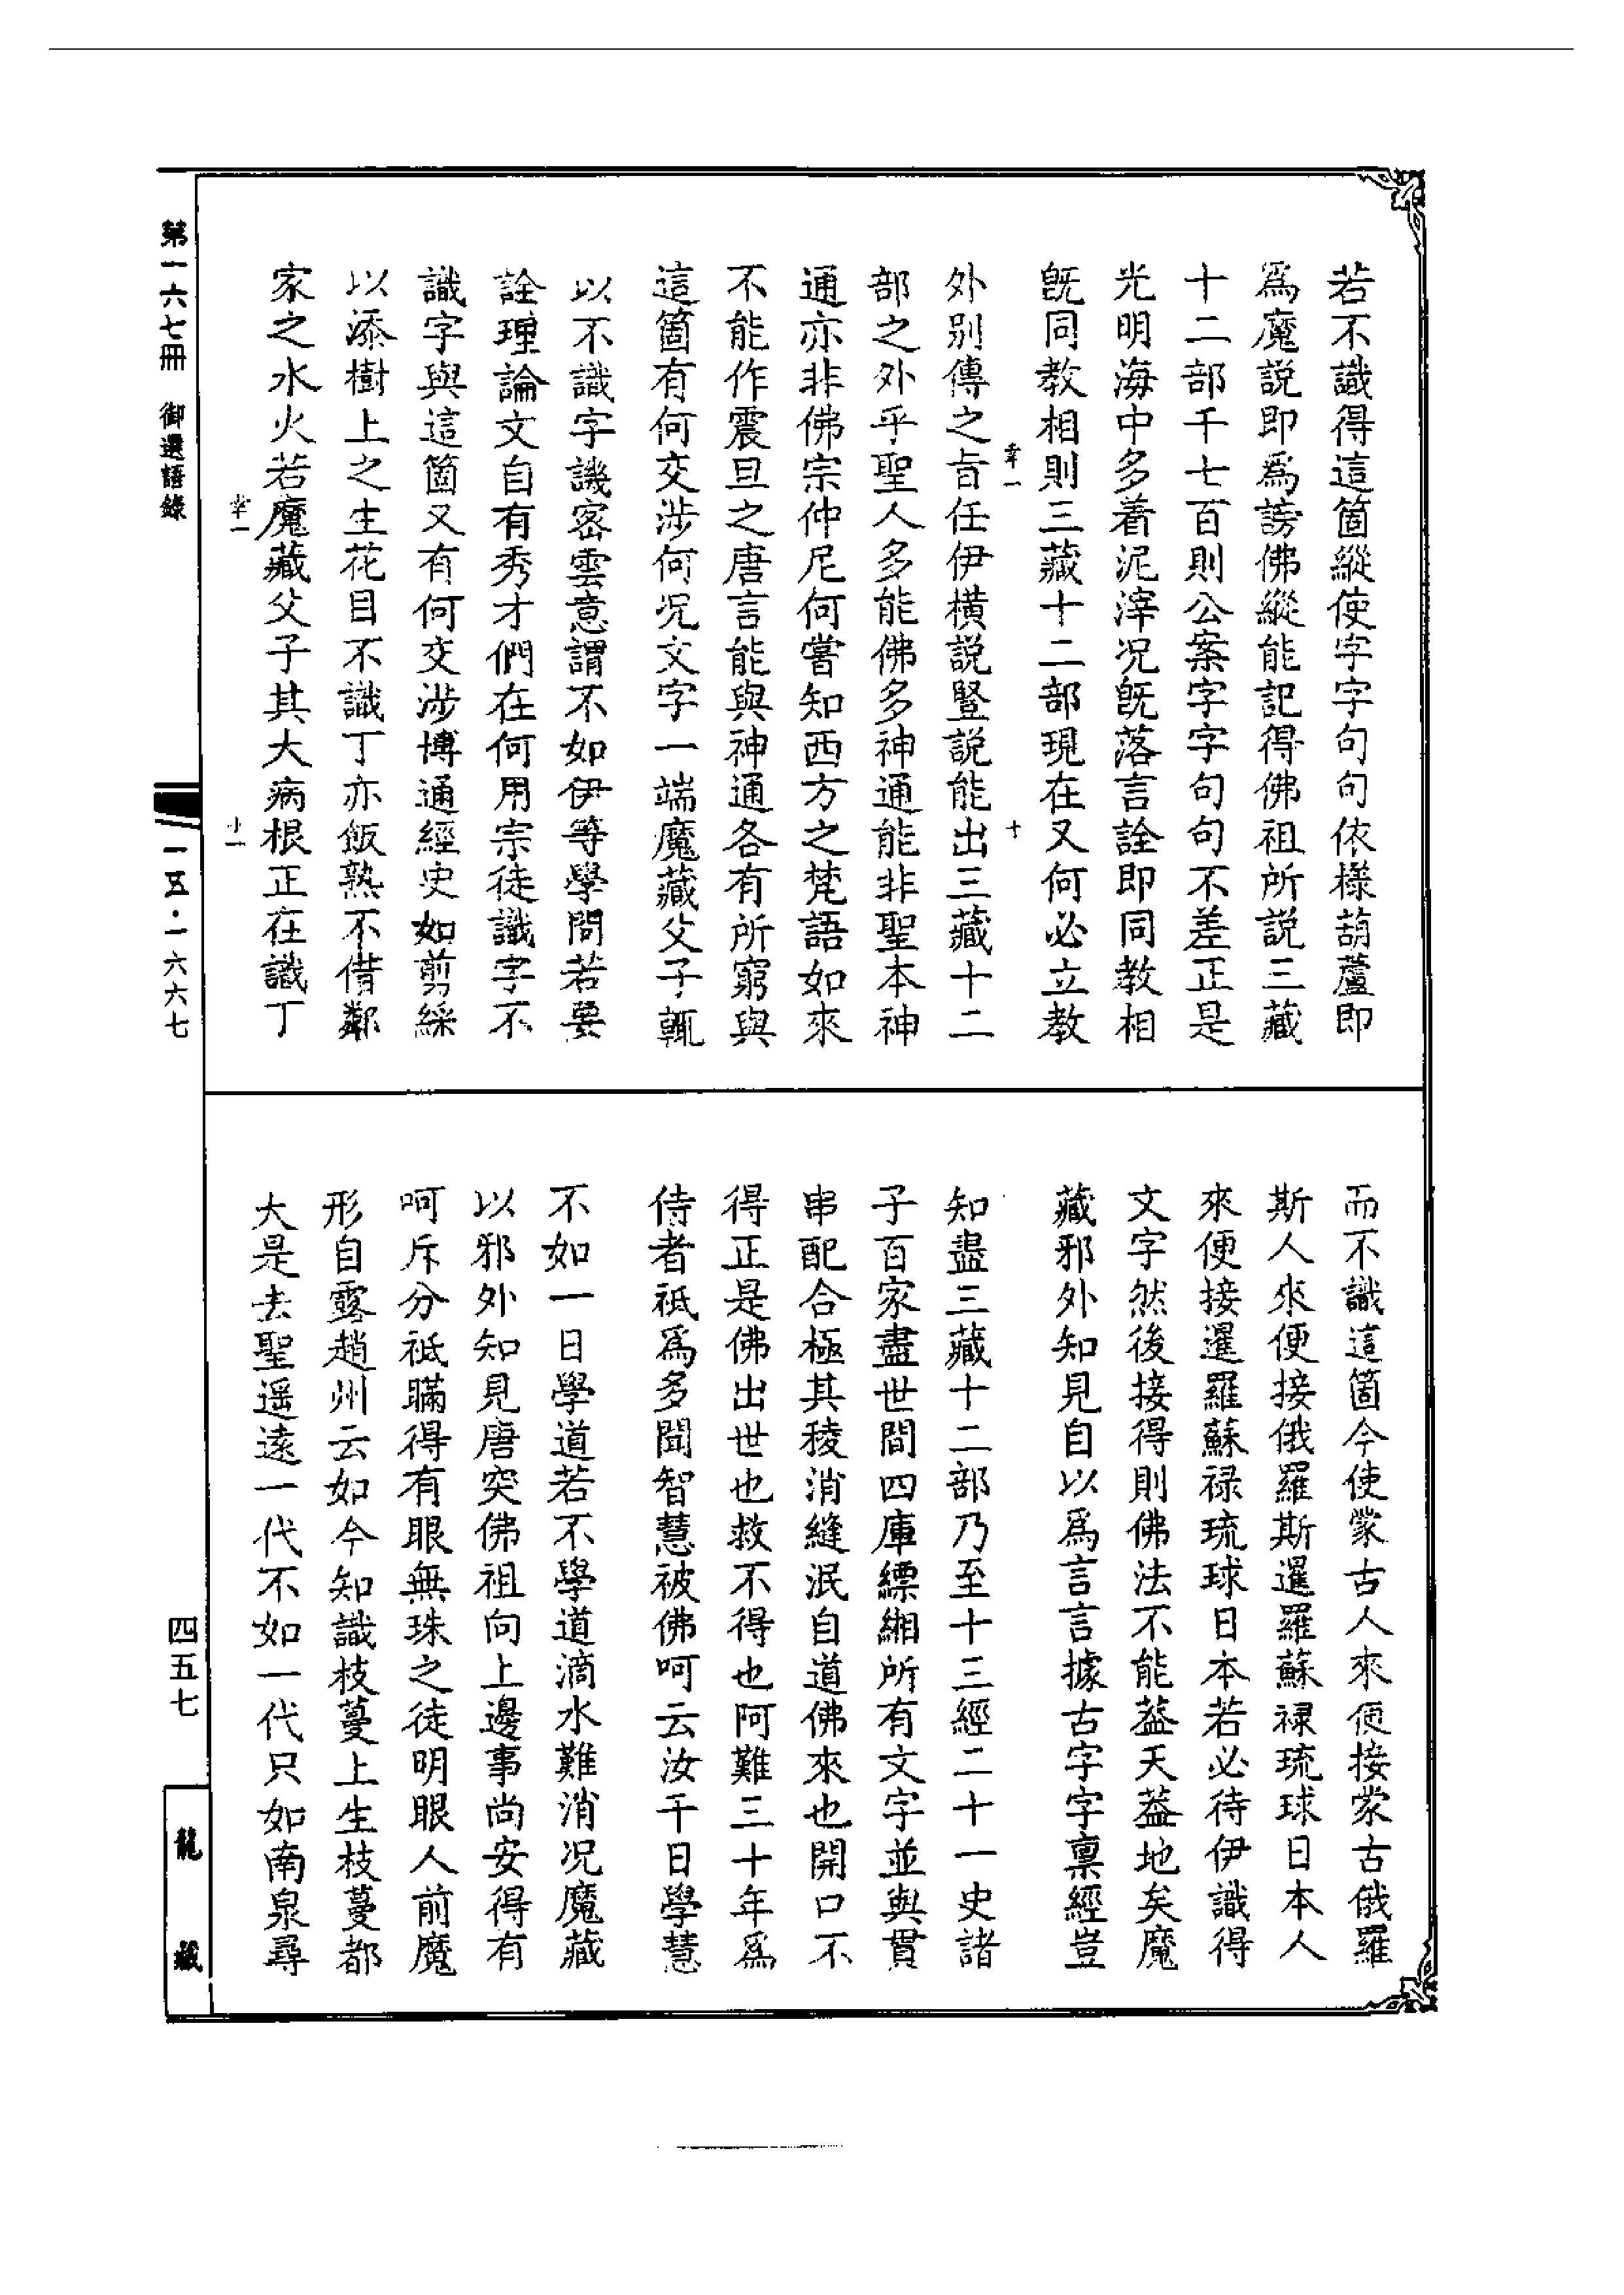 若不識得這箇縱使字字句句依樣葫蘆即
爲魔説即爲謗佛縱能記得佛祖所説三藏
十二部千七百則公案字字句句不差正是
光明海中多着泥滓况既落言詮即同教相
既同教相則三藏十二部現在又何必立教
幸一
十
外别傳之旨任伊橫説豎説能出三藏十二
部之外乎聖人多能佛多神通能非聖本神
通亦非佛宗仲尼何嘗知西方之梵語如來
不能作震旦之唐言能與神通各有所窮與
這箇有何交涉何况文字一端魔藏父子輒
以不識字譏密雲意謂不如伊等學問若要
詮理論文自有秀才們在何用宗徒識字不
識字與這箇又有何交涉博通經史如剪綵
以添樹上之生花目不識丁亦飯熟不借鄰
家之水火若魔藏父子其大病根正在識丁
幸一
十一
而不識這箇今使蒙古人來便接蒙古俄羅
斯人來便接俄羅斯暹羅蘇禄琉球日本人
來便接暹羅蘇禄琉球日本若必待伊識得
文字然後接得則佛法不能葢天葢地矣魔
藏邪外知見自以爲言言據古字字稟經豈
知盡三藏十二部乃至十三經二十一史諸
子百家盡世間四庫縹緗所有文字並與貫
串配合極其稜消縫泯自道佛來也開口不
得正是佛出世也救不得也阿難三十年爲
侍者祇爲多聞智慧被佛呵云汝千日學慧
不如一日學道若不學道滴水難消况魔藏
以邪外知見唐突佛祖向上邊事尚安得有
呵斥分祇瞞得有眼無珠之徒明眼人前魔
形自露趙州云如今知識枝蔓上生枝蔓都
大是去聖遥遠一代不如一代只如南泉尋
第一六七冊　御選語錄
一五·一六六七
四五七
龍藏